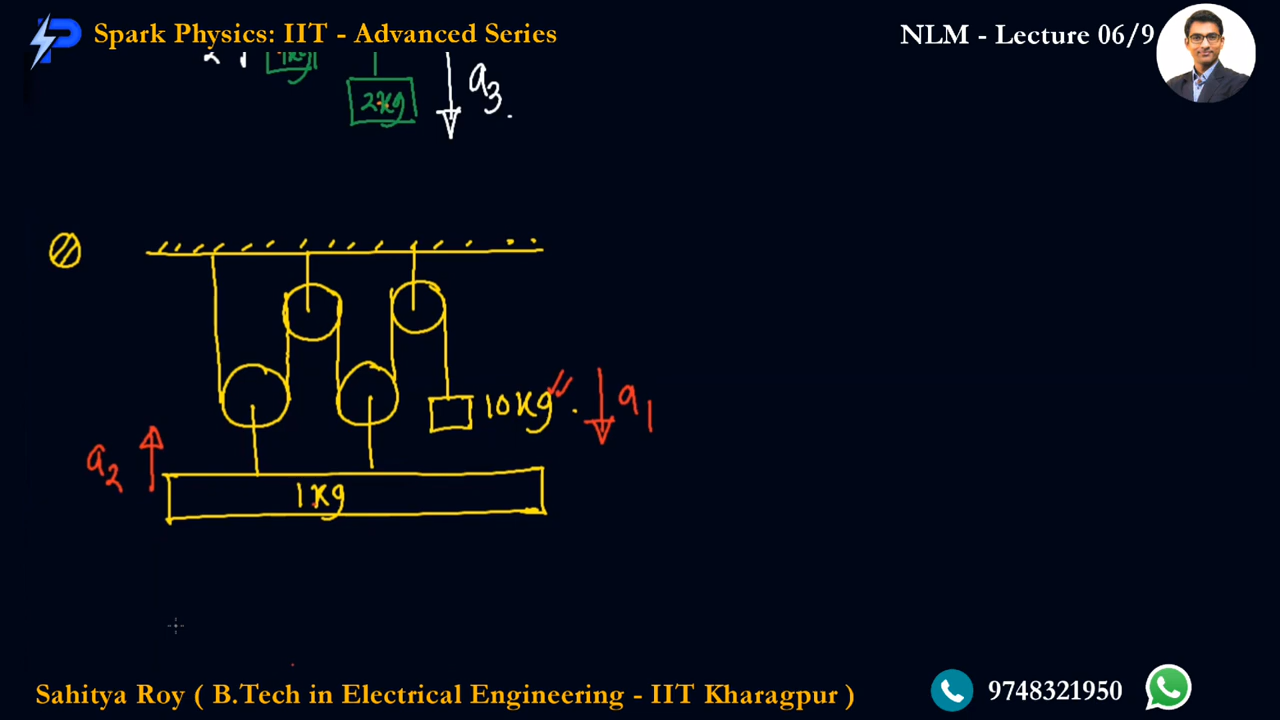 Spark Physics: IIT - Advanced Series
NLM - Lecture 06/9
2kg
a3
10kg
a1
a2
1kg
Sahitya Roy ( B.Tech in Electrical Engineering - IIT Kharagpur )
9748321950